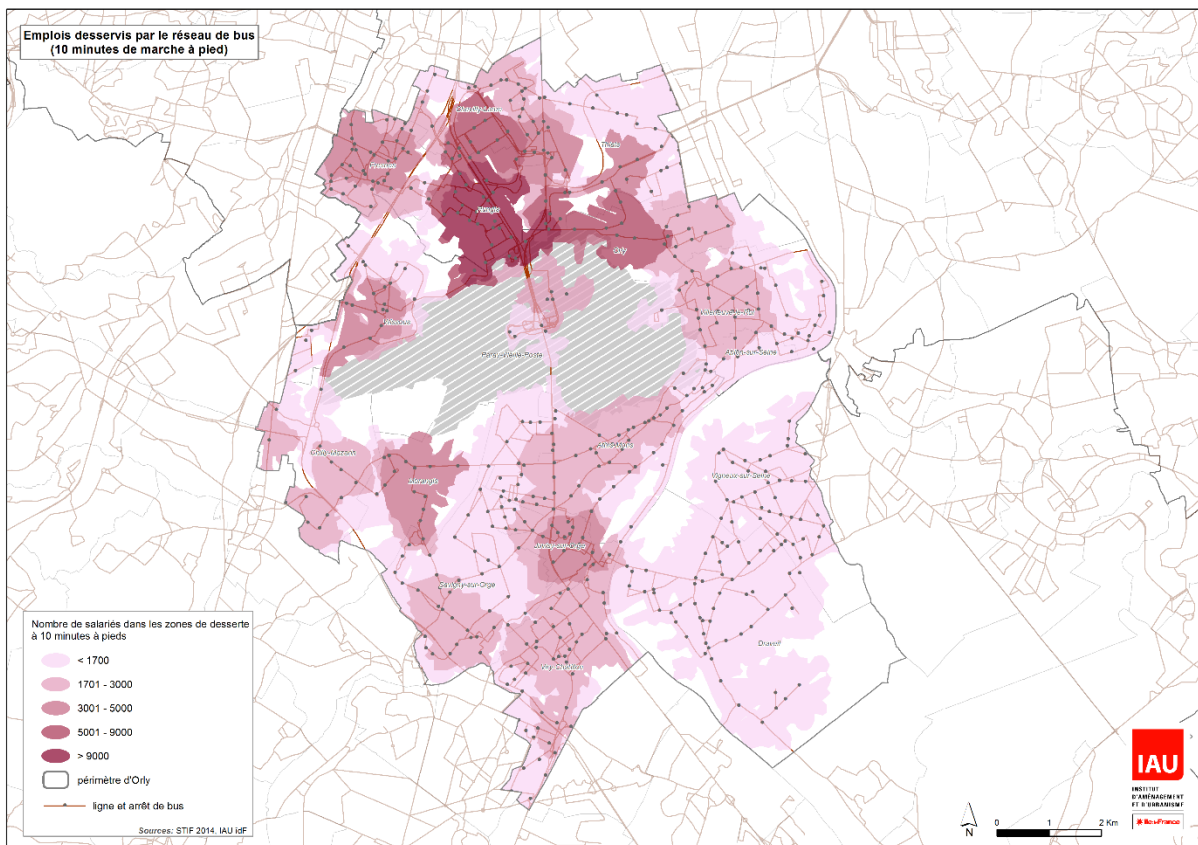 Emplois desservis par le réseau de bus
(10 minutes de marche à pied)
Chevilly-Larue
Thiais
Fresnes
Rungis
Orly
Villeneuve-le-Roi
Wissous
Ablon-sur-Seine
Paray-Vieille-Poste
Athis-Mons
Chilly-Mazarin
Vigneux-sur-Seine
Morangis
Juvisy-sur-Orge
Savigny-sur-Orge
Draveil
Viry-Chatillon
Nombre de salariés dans les zones de desserte
à 10 minutes à pieds
< 1700
1701 - 3000
3001 - 5000
5001 - 9000
> 9000
périmètre d'Orly
ligne et arrêt de bus
Sources: STIF 2014, IAU idF
IAU
INSTITUT
D'AMÉNAGEMENT
ET D'URBANISME
îledeFrance
N
0 1 2 Km